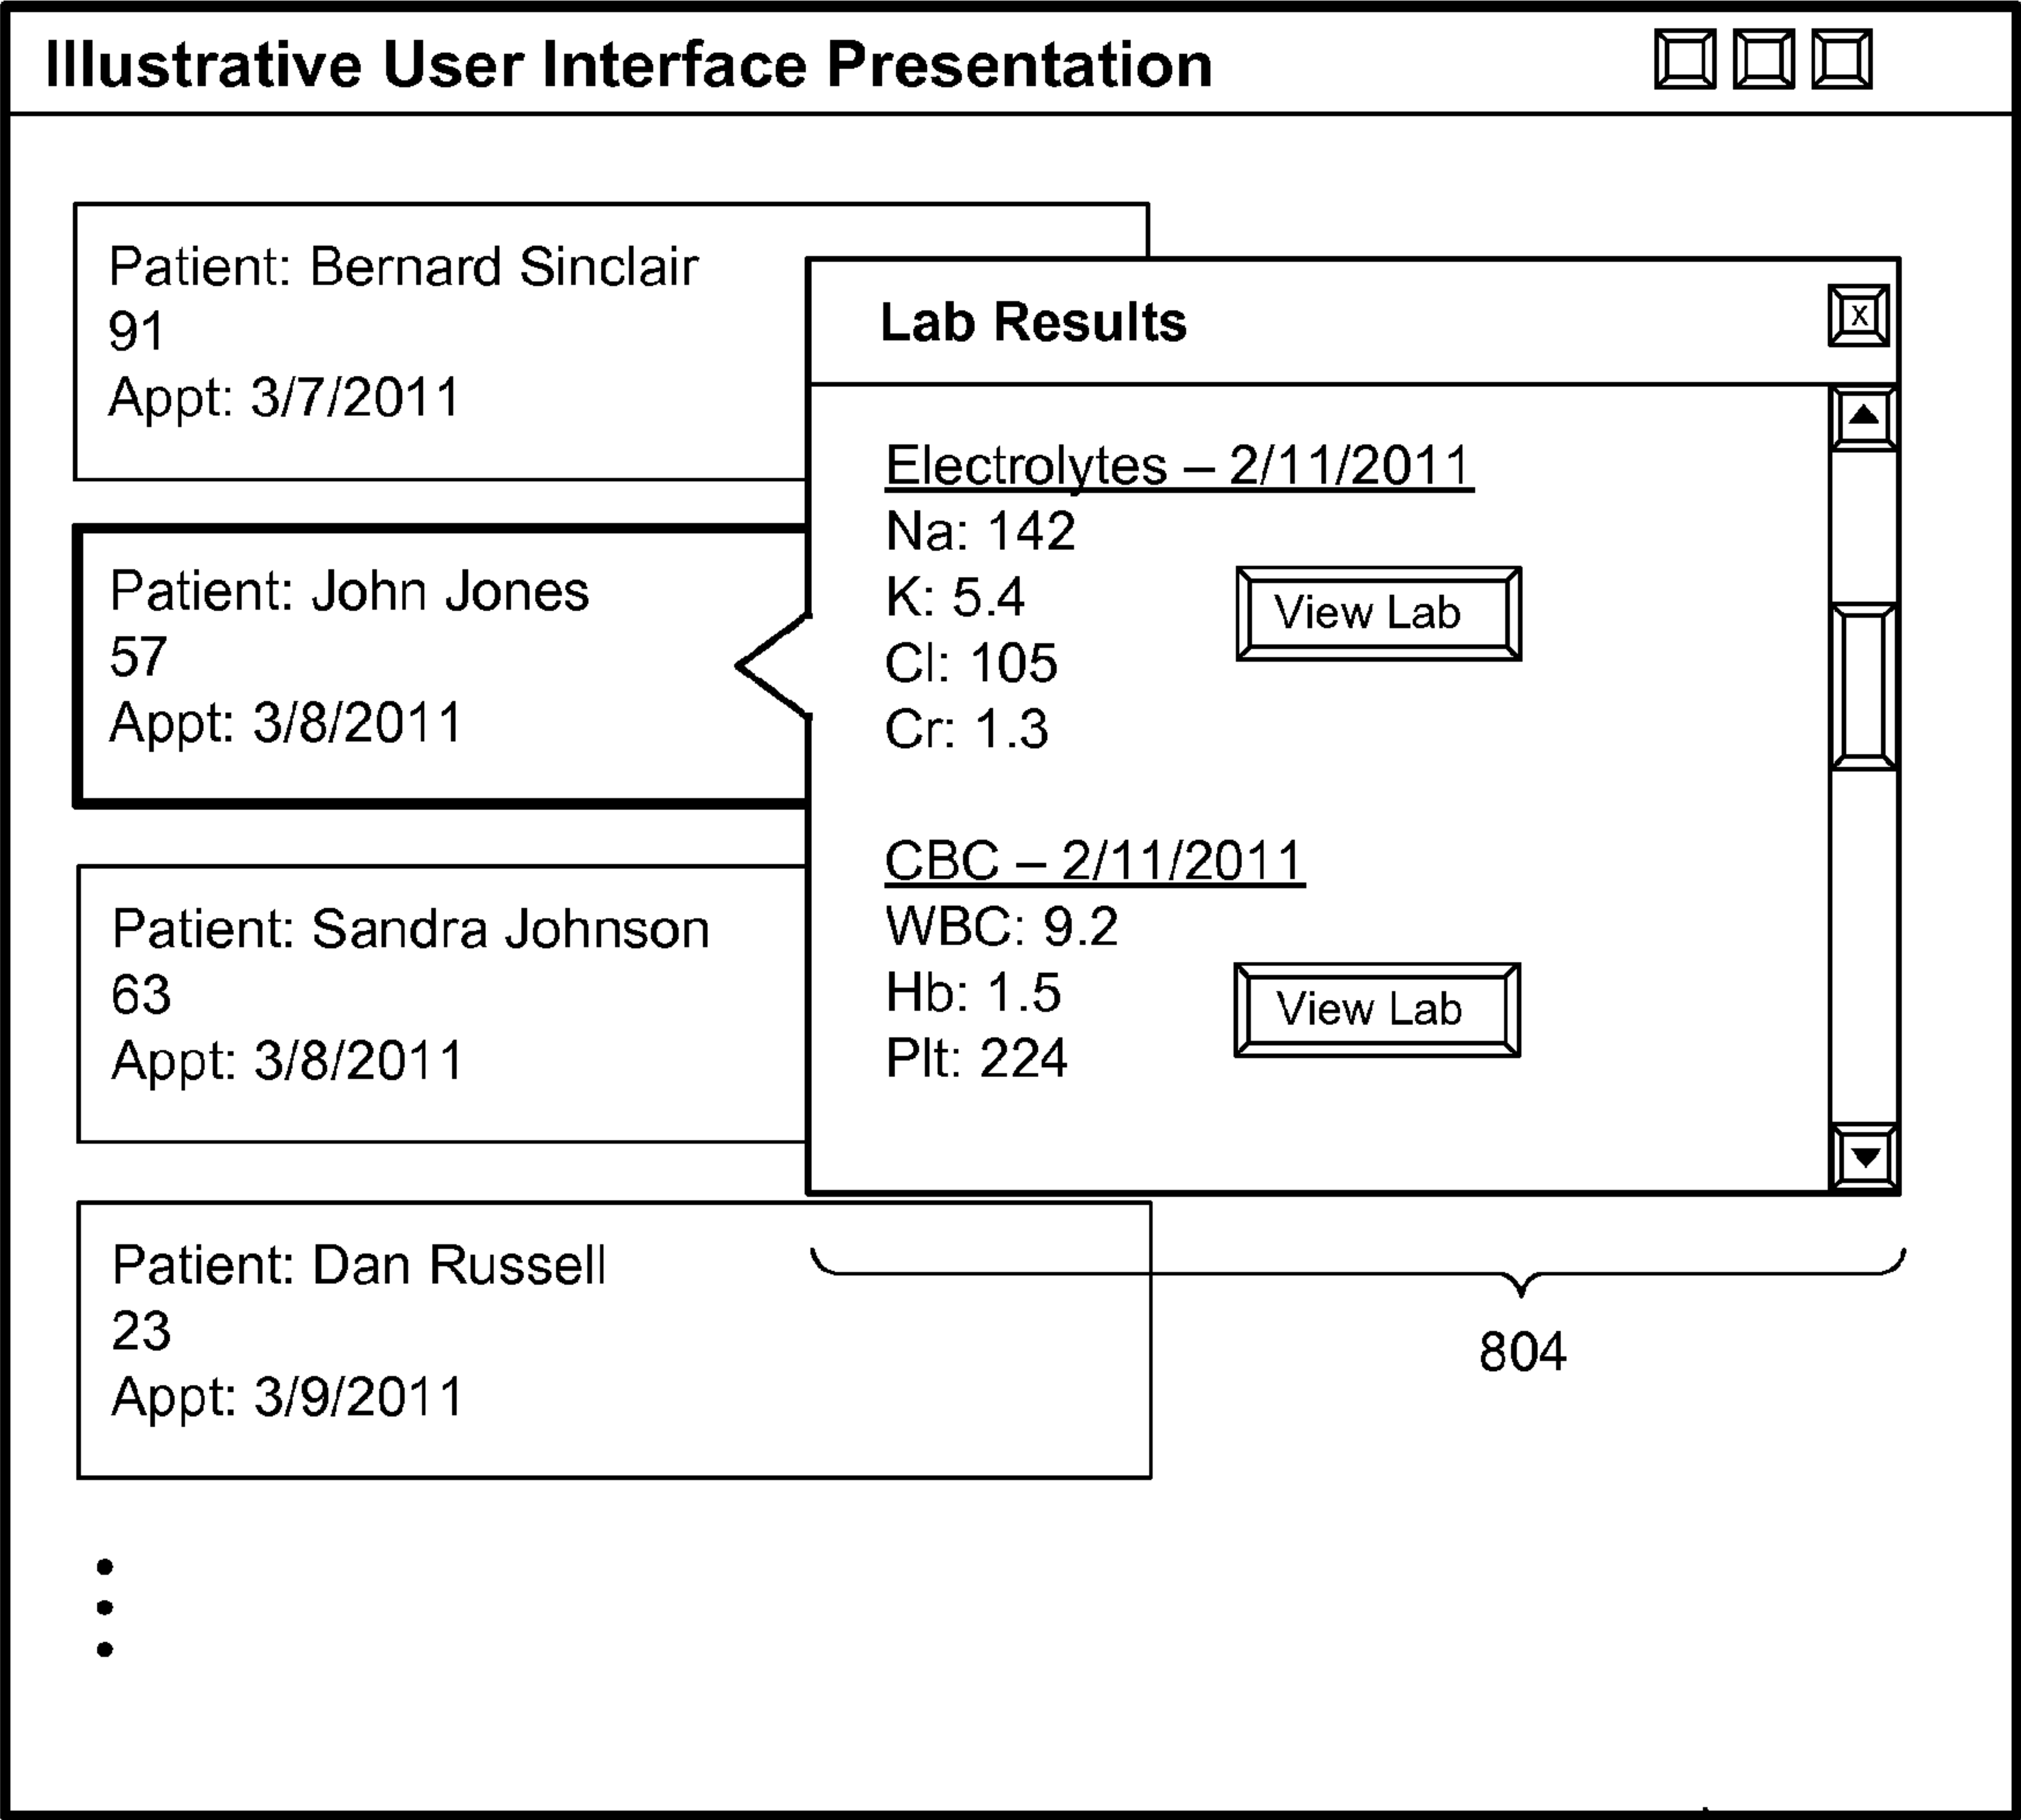 Illustrative User Interface Presentation
Patient: Bernard Sinclair
91
Appt: 3/7/2011
Patient: John Jones
57
Appt: 3/8/2011
Patient: Sandra Johnson
63
Appt: 3/8/2011
Patient: Dan Russell
23
Appt: 3/9/2011
Lab Results
x
Electrolytes – 2/11/2011
Na: 142
K: 5.4
Cl: 105
Cr: 1.3
View Lab
CBC – 2/11/2011
WBC: 9.2
Hb: 1.5
Plt: 224
View Lab
804